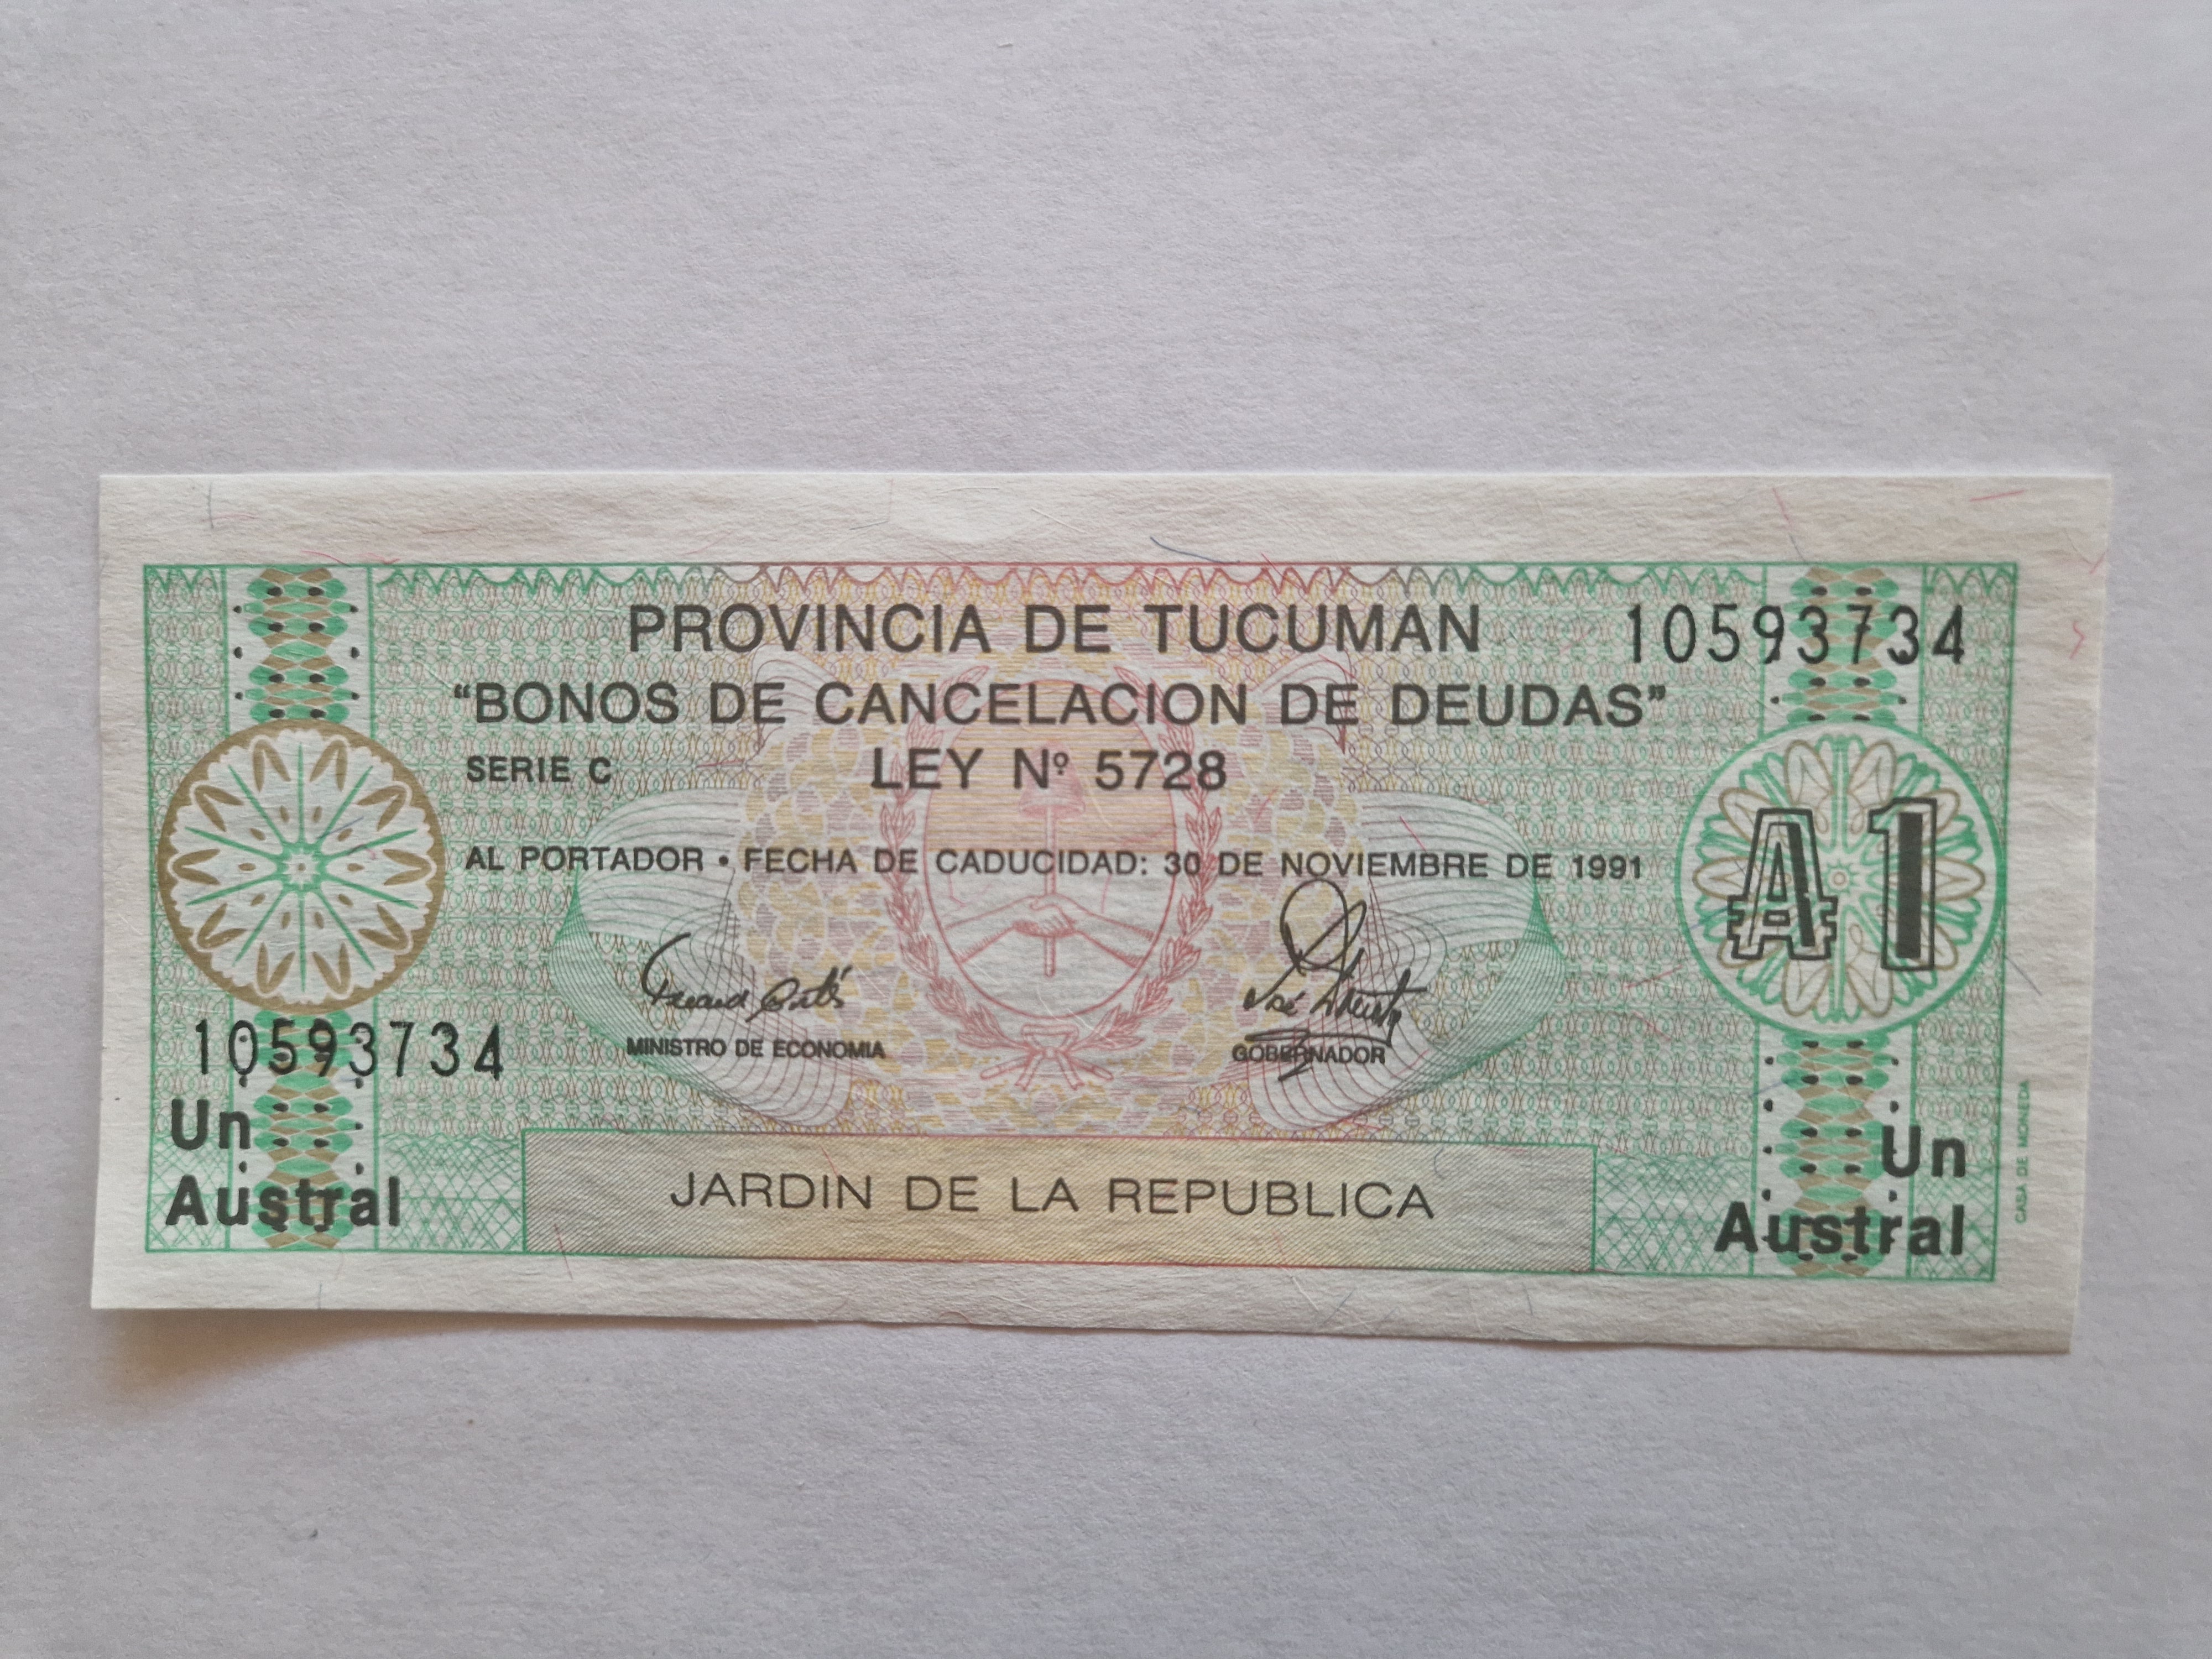 PROVINCIA DE TUCUMAN
10593734
"BONOS DE CANCELACION DE DEUDAS"
SERIE C
LEY Nº 5728
₳ 1
AL PORTADOR • FECHA DE CADUCIDAD: 30 DE NOVIEMBRE DE 1991
MINISTRO DE ECONOMIA
GOBERNADOR
10593734
Un
Austral
Un
Austral
JARDIN DE LA REPUBLICA
CASA DE MONEDA